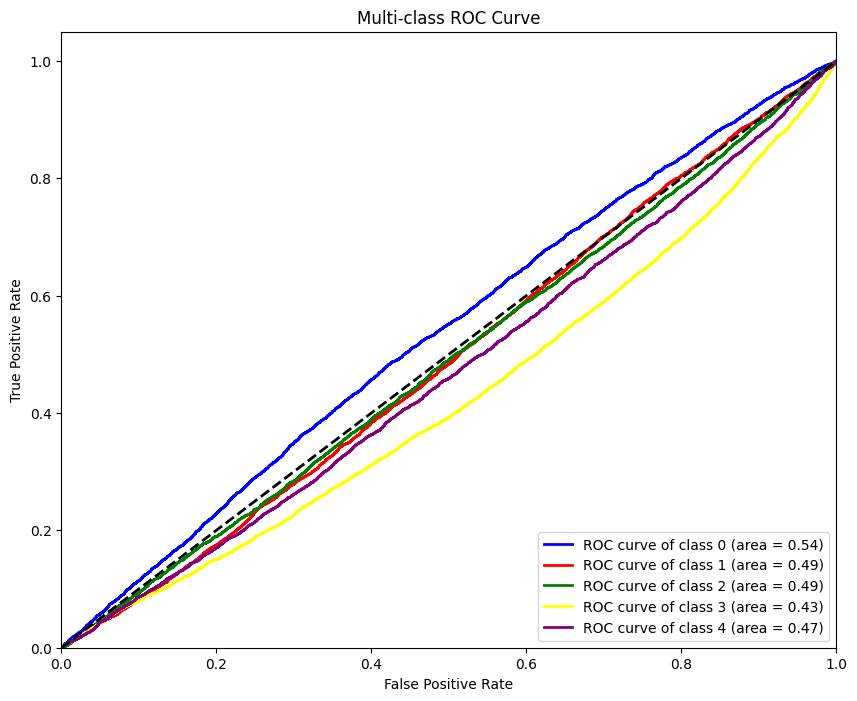 Multi-class ROC Curve
True Positive Rate
1.0
0.8
0.6
0.4
0.2
0.0
ROC curve of class 0 (area = 0.54)
ROC curve of class 1 (area = 0.49)
ROC curve of class 2 (area = 0.49)
ROC curve of class 3 (area = 0.43)
ROC curve of class 4 (area = 0.47)
0.0 0.2 0.4 0.6 0.8 1.0
False Positive Rate